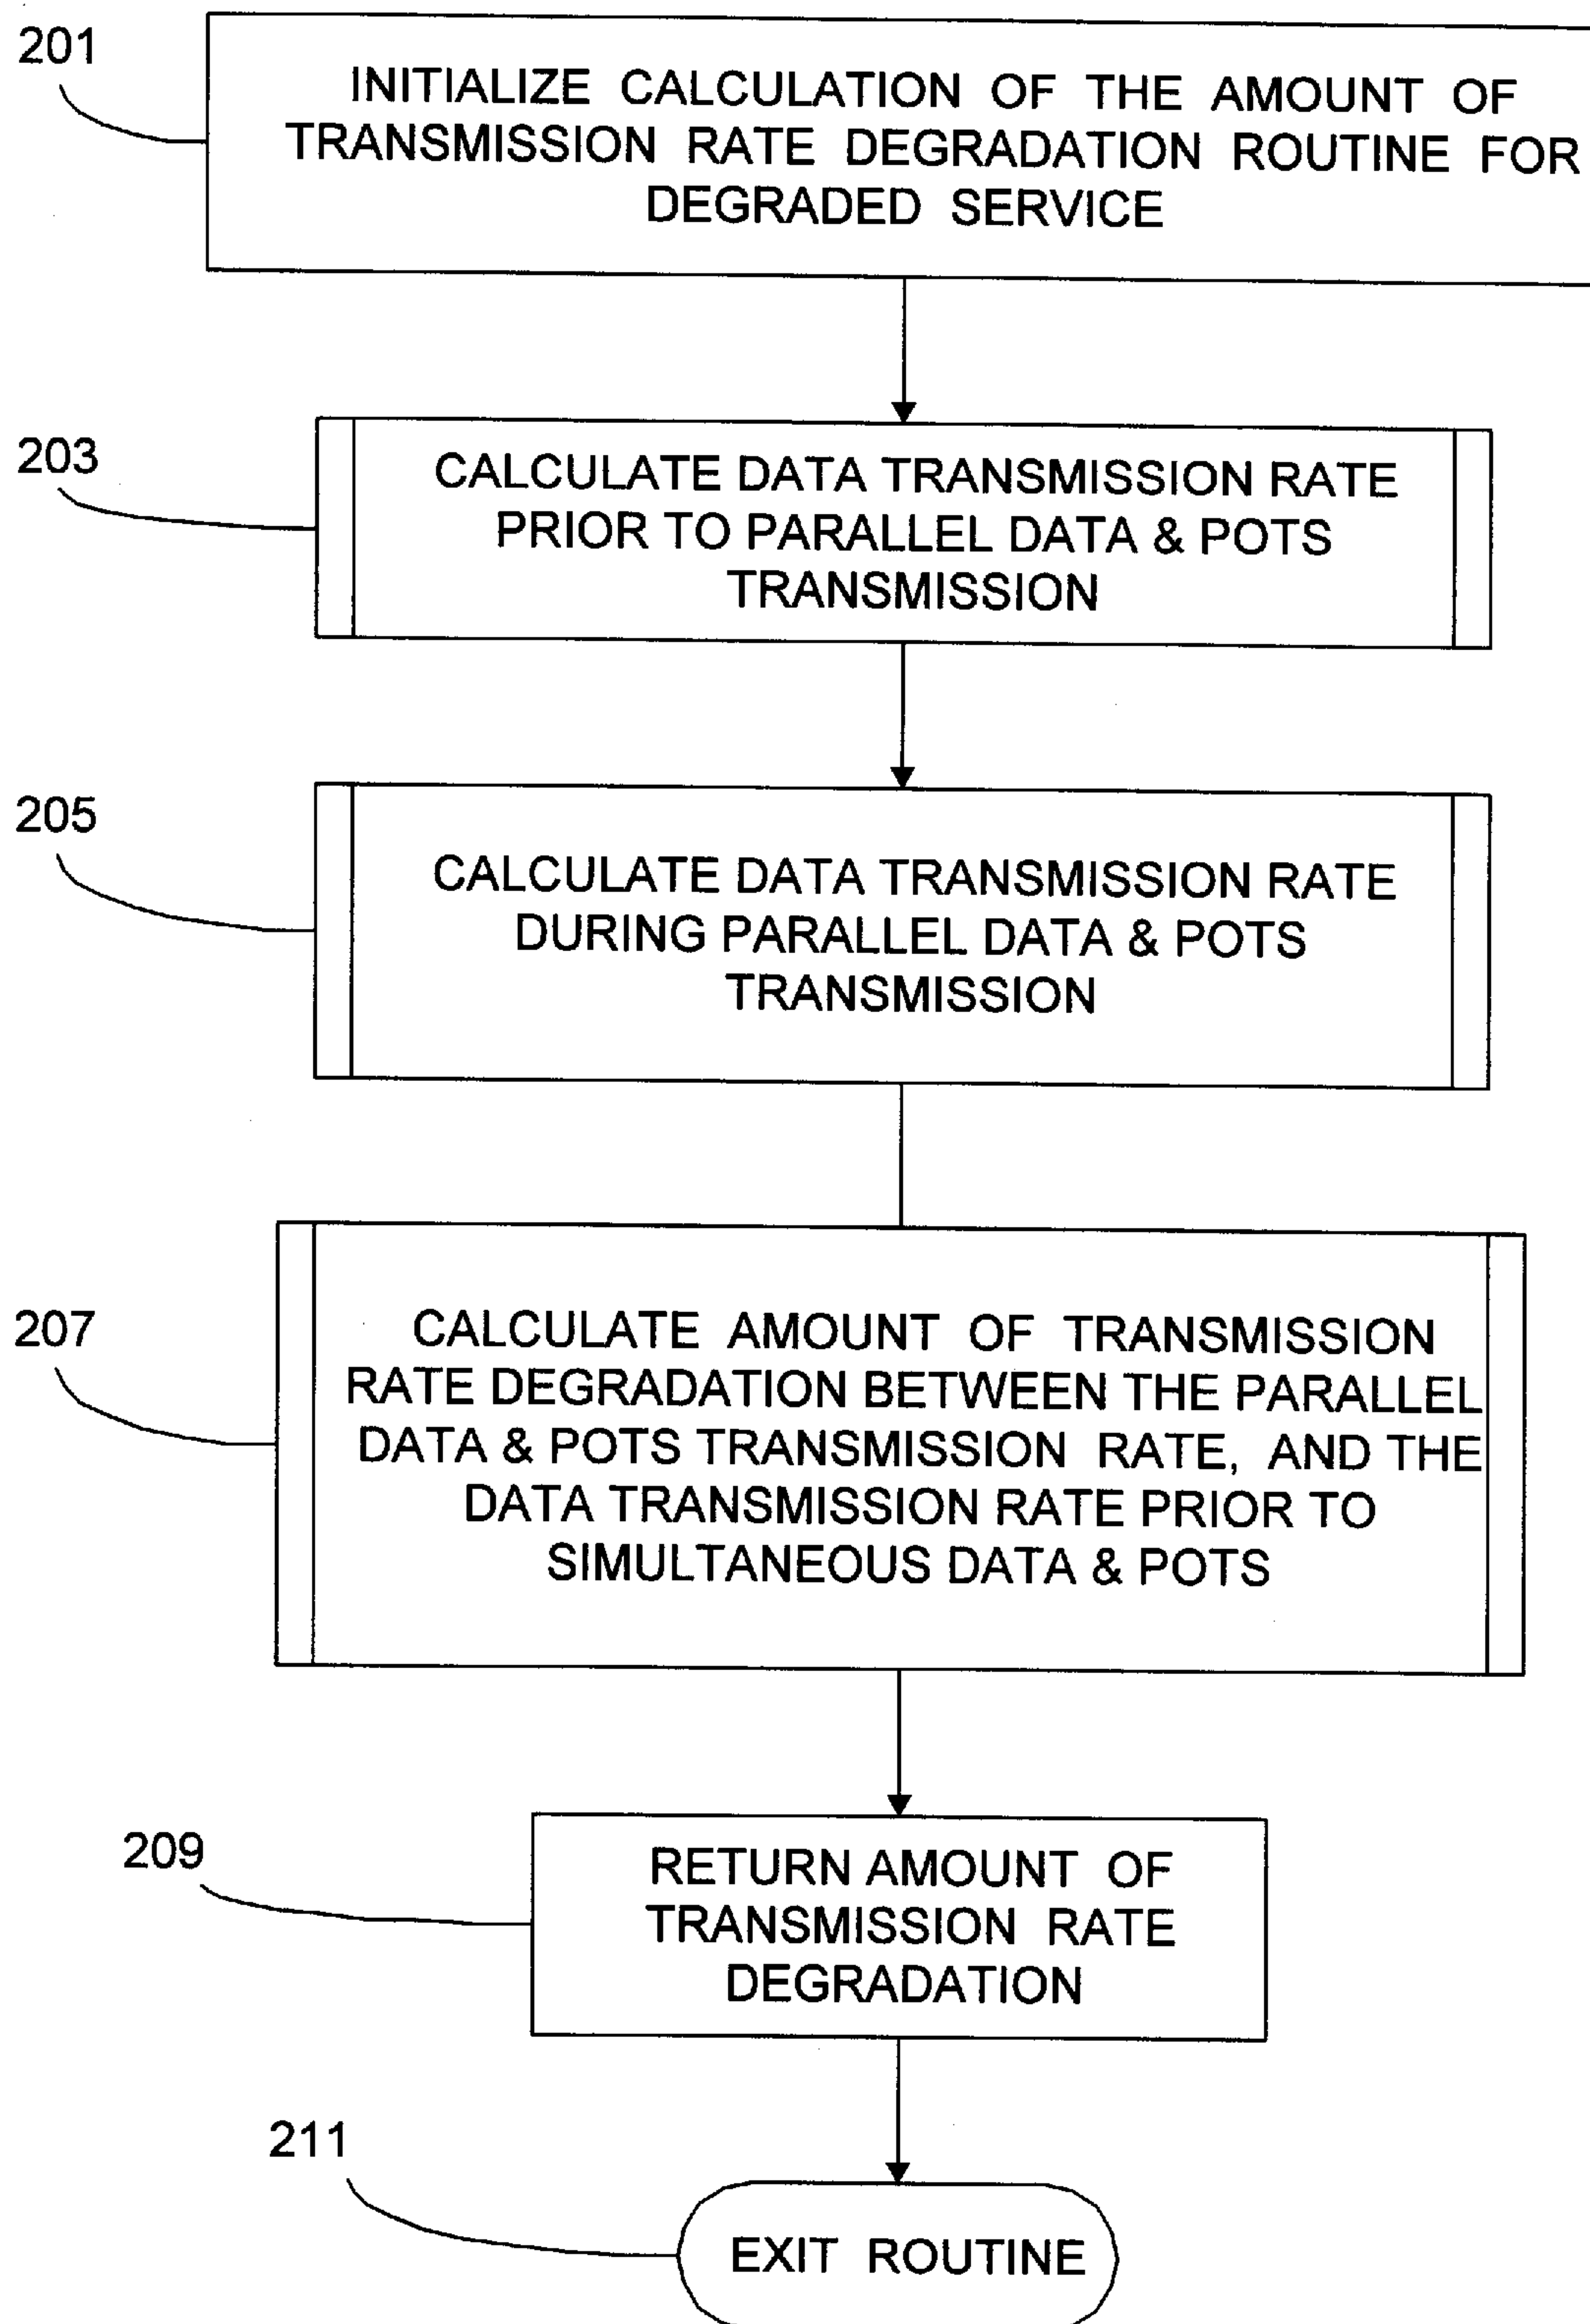 201
INITIALIZE CALCULATION OF THE AMOUNT OF
TRANSMISSION RATE DEGRADATION ROUTINE FOR
DEGRADED SERVICE
203
CALCULATE DATA TRANSMISSION RATE
PRIOR TO PARALLEL DATA & POTS
TRANSMISSION
205
CALCULATE DATA TRANSMISSION RATE
DURING PARALLEL DATA & POTS
TRANSMISSION
207
CALCULATE AMOUNT OF TRANSMISSION
RATE DEGRADATION BETWEEN THE PARALLEL
DATA & POTS TRANSMISSION RATE, AND THE
DATA TRANSMISSION RATE PRIOR TO
SIMULTANEOUS DATA & POTS
209
RETURN AMOUNT OF
TRANSMISSION RATE
DEGRADATION
211
EXIT ROUTINE